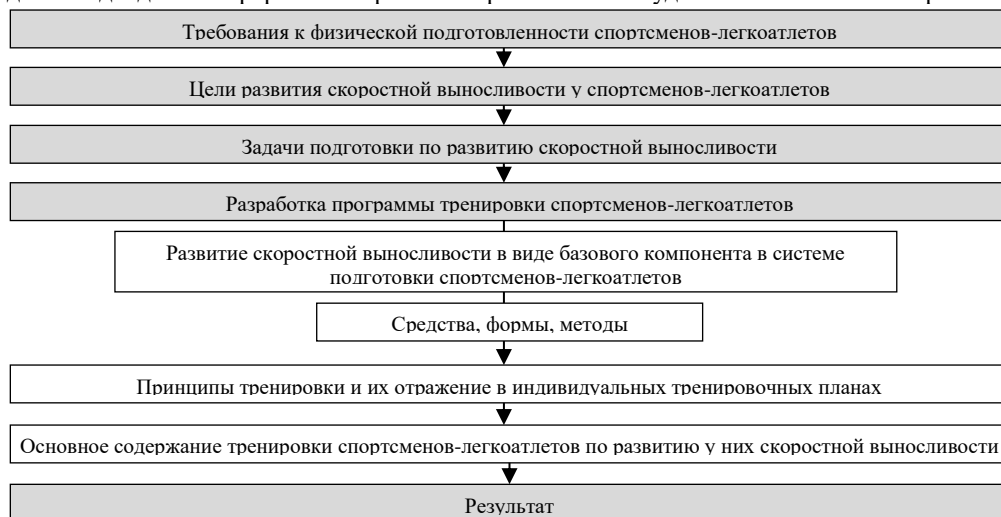 Требования к физической подготовленности спортсменов-легкоатлетов
Цели развития скоростной выносливости у спортсменов-легкоатлетов
Задачи подготовки по развитию скоростной выносливости
Разработка программы тренировки спортсменов-легкоатлетов
Развитие скоростной выносливости в виде базового компонента в системе
подготовки спортсменов-легкоатлетов
Средства, формы, методы
Принципы тренировки и их отражение в индивидуальных тренировочных планах
Основное содержание тренировки спортсменов-легкоатлетов по развитию у них скоростной выносливости
Результат